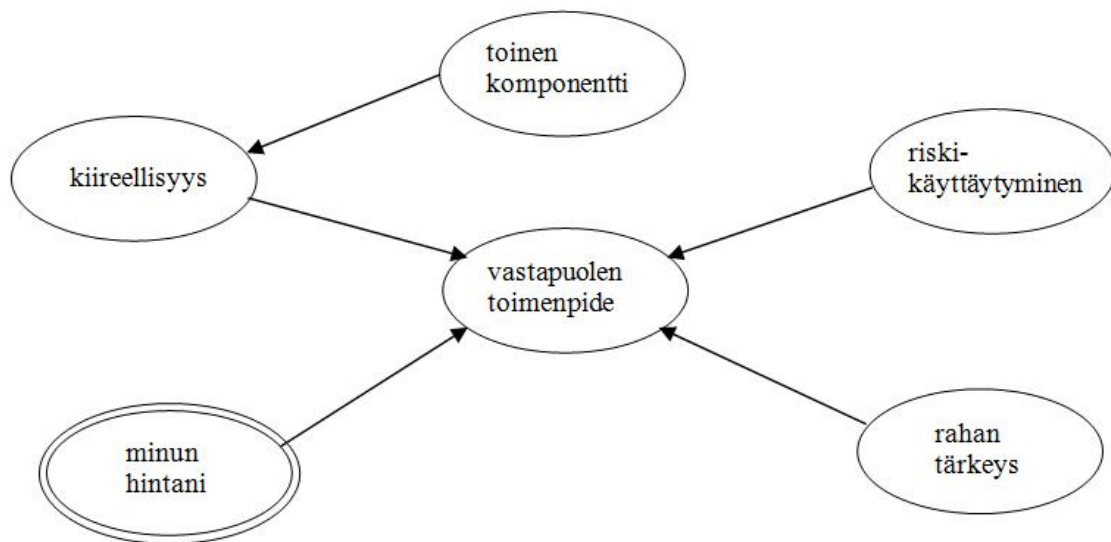 toinen
komponentti
kiireellisyys
riski-
käyttäytyminen
vastapuolen
toimenpide
minun
hintani
rahan
tärkeys